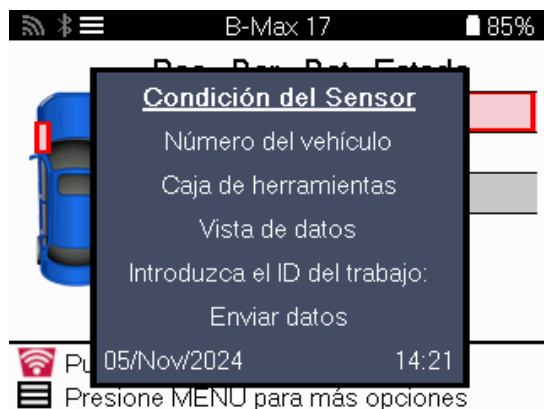 B-Max 17
85%
Condición del Sensor
Número del vehículo
Caja de herramientas
Vista de datos
Introduzca el ID del trabajo:
Enviar datos
05/Nov/2024 14:21
Presione MENU para más opciones